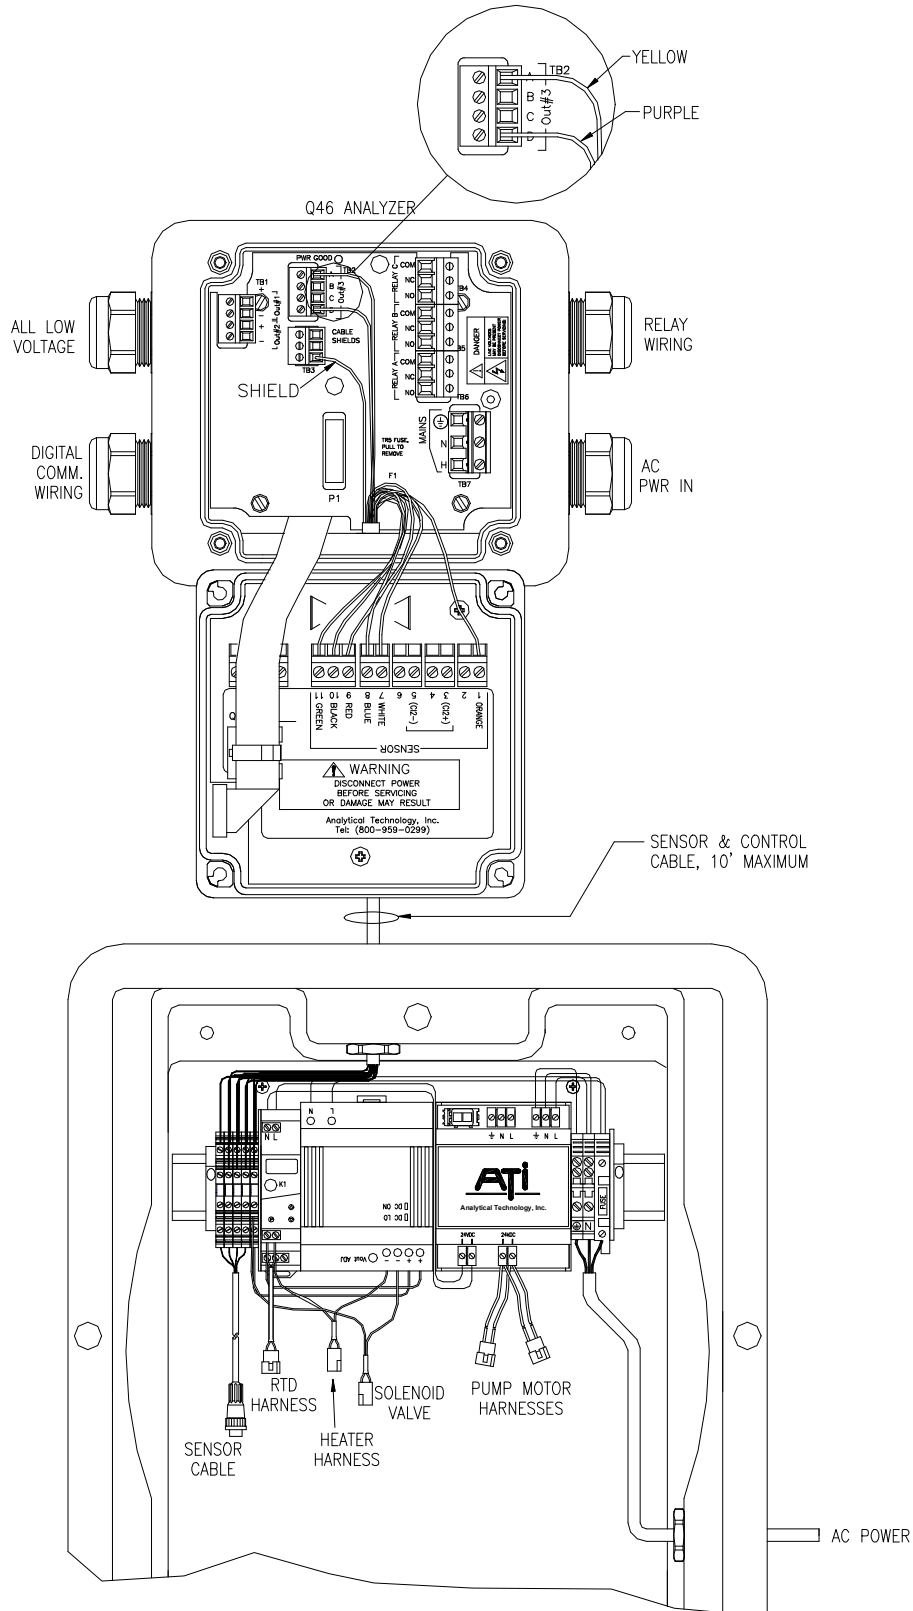 YELLOW
PURPLE
TB2
A
B
C
D
Out#3
Q46 ANALYZER
ALL LOW
VOLTAGE
DIGITAL
COMM.
WIRING
RELAY
WIRING
AC
PWR IN
PWR GOOD
TB2
B
C
Out#3
TB1
+
-
+
-
Out#1
Out#2
CABLE
SHIELDS
TB3
SHIELD
RELAY C
COM
NC
NO
TB4
RELAY B
COM
NC
NO
RELAY A
COM
NC
NO
TB6
DANGER
MAINS
N
H
TB7
TR5 FUSE,
PULL TO
REMOVE
F1
P1
11 GREEN
10 BLACK
9 RED
8 BLUE
7 WHITE
6
5 (Cl2-)
4
3 (Cl2+)
2
1 ORANGE
SENSOR
Q
WARNING
DISCONNECT POWER
BEFORE SERVICING
OR DAMAGE MAY RESULT
Analytical Technology, Inc.
Tel: (800-959-0299)
SENSOR & CONTROL
CABLE, 10' MAXIMUM
N L
N L
N L
N L
K1
DC ON
DC LO
Vout ADJ
- - + +
ATi
Analytical Technology, Inc.
24VDC
24VDC
FUSE
N
RTD
HARNESS
HEATER
HARNESS
SOLENOID
VALVE
PUMP MOTOR
HARNESSES
SENSOR
CABLE
AC POWER